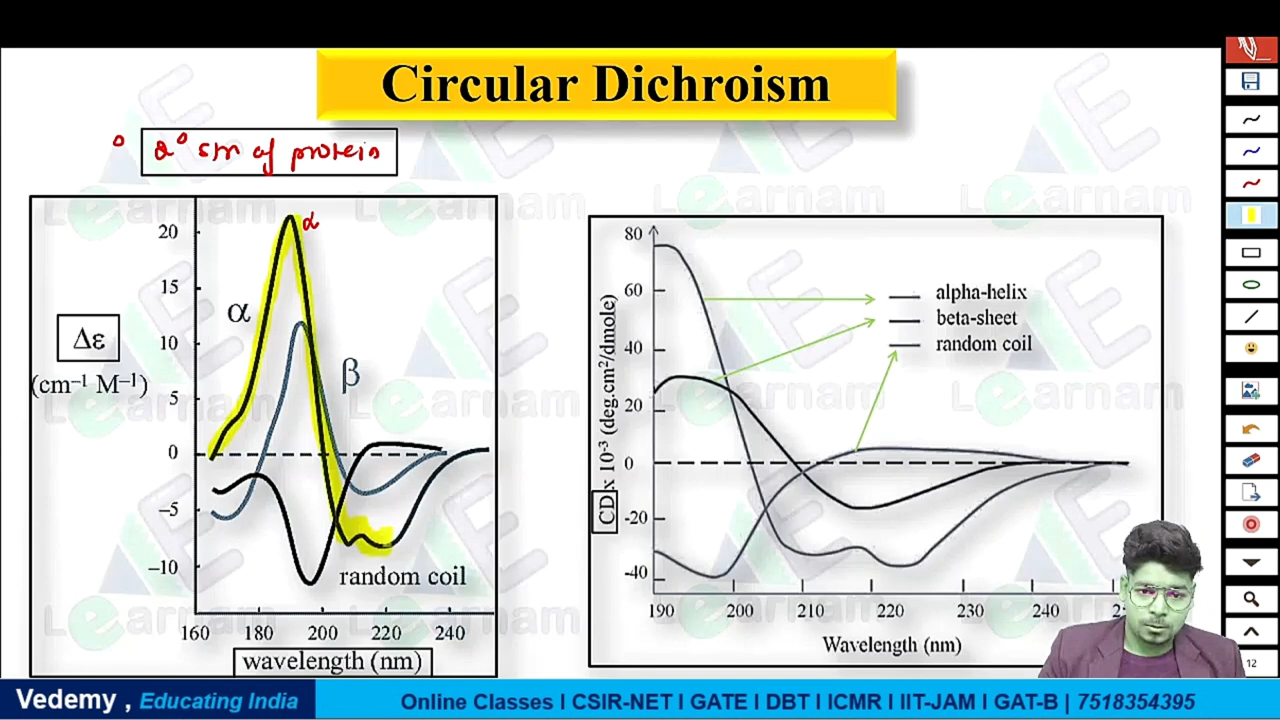 Circular Dichroism
2° str of protein
20
15
10
5
0
-5
-10
Δε
(cm⁻¹ M⁻¹)
α
α
β
random coil
160 180 200 220 240
wavelength (nm)
80
60
40
20
0
-20
-40
CD x 10⁻³ (deg.cm²/dmole)
alpha-helix
beta-sheet
random coil
190 200 210 220 230 240
Wavelength (nm)
Learnam
12
Vedemy , Educating India
Online Classes I CSIR-NET I GATE I DBT I ICMR I IIT-JAM I GAT-B | 7518354395